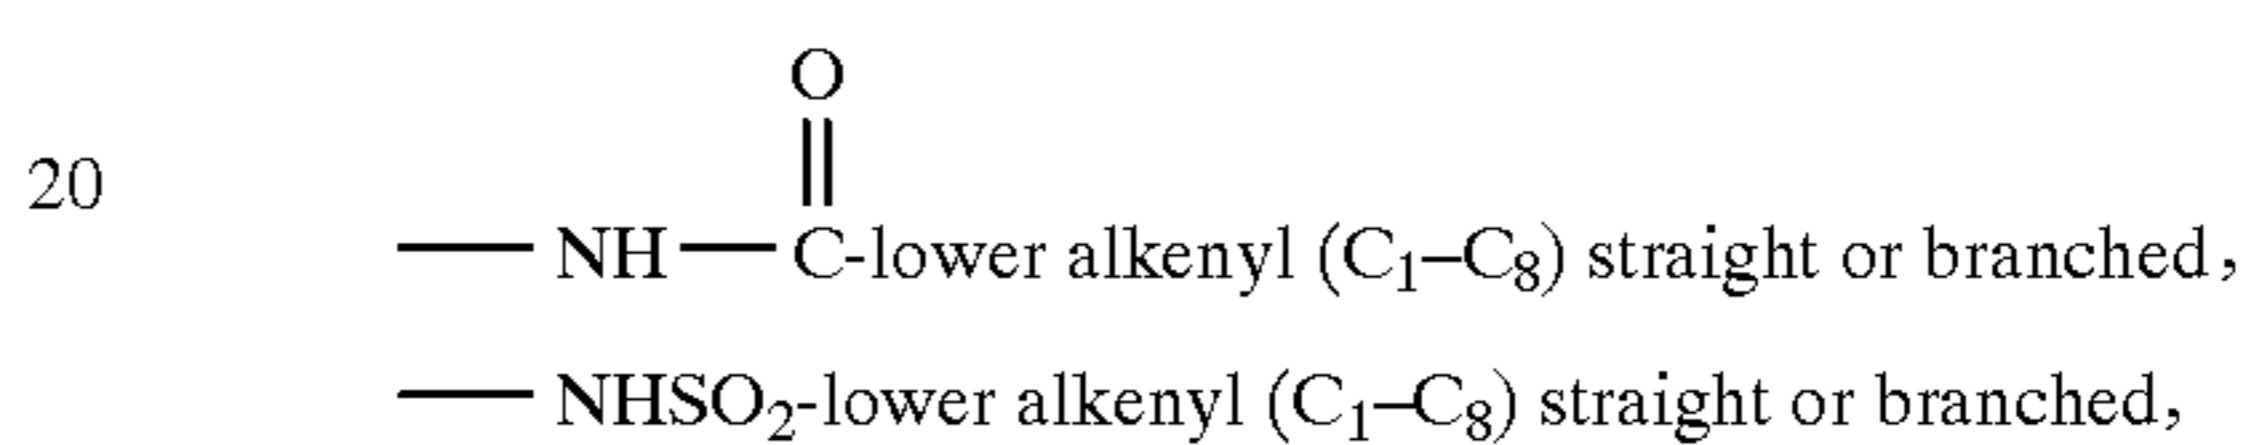 O
20
NH C-lower alkenyl (C₁–C₈) straight or branched,
NHSO₂-lower alkenyl (C₁–C₈) straight or branched,